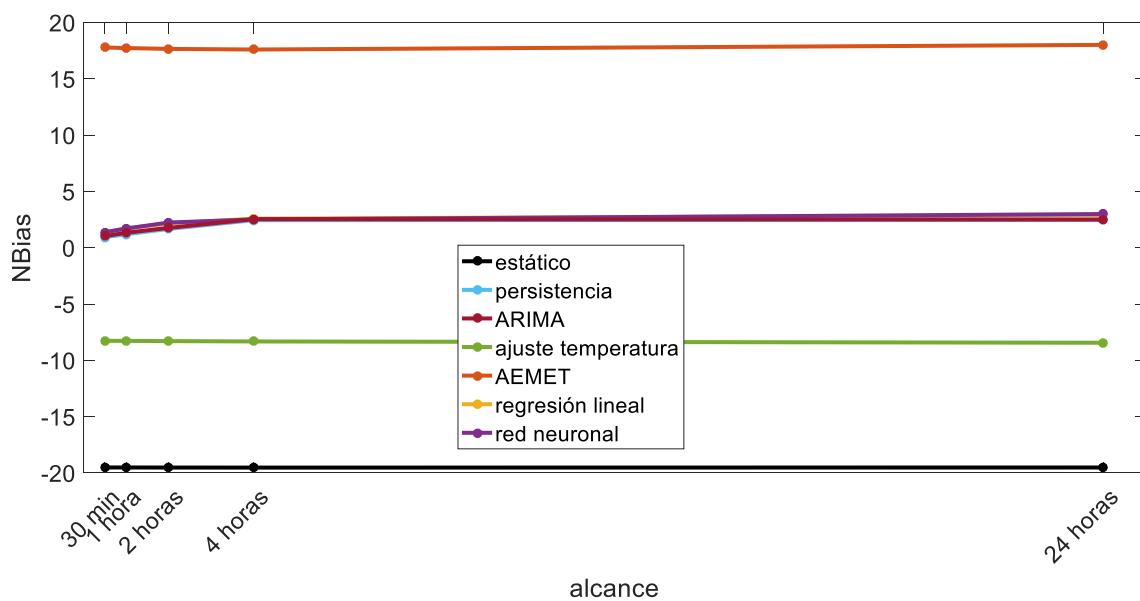 20
15
10
5
0
-5
-10
-15
-20
NBias
estático
persistencia
ARIMA
ajuste temperatura
AEMET
regresión lineal
red neuronal
30 min
1 hora
2 horas
4 horas
24 horas
alcance